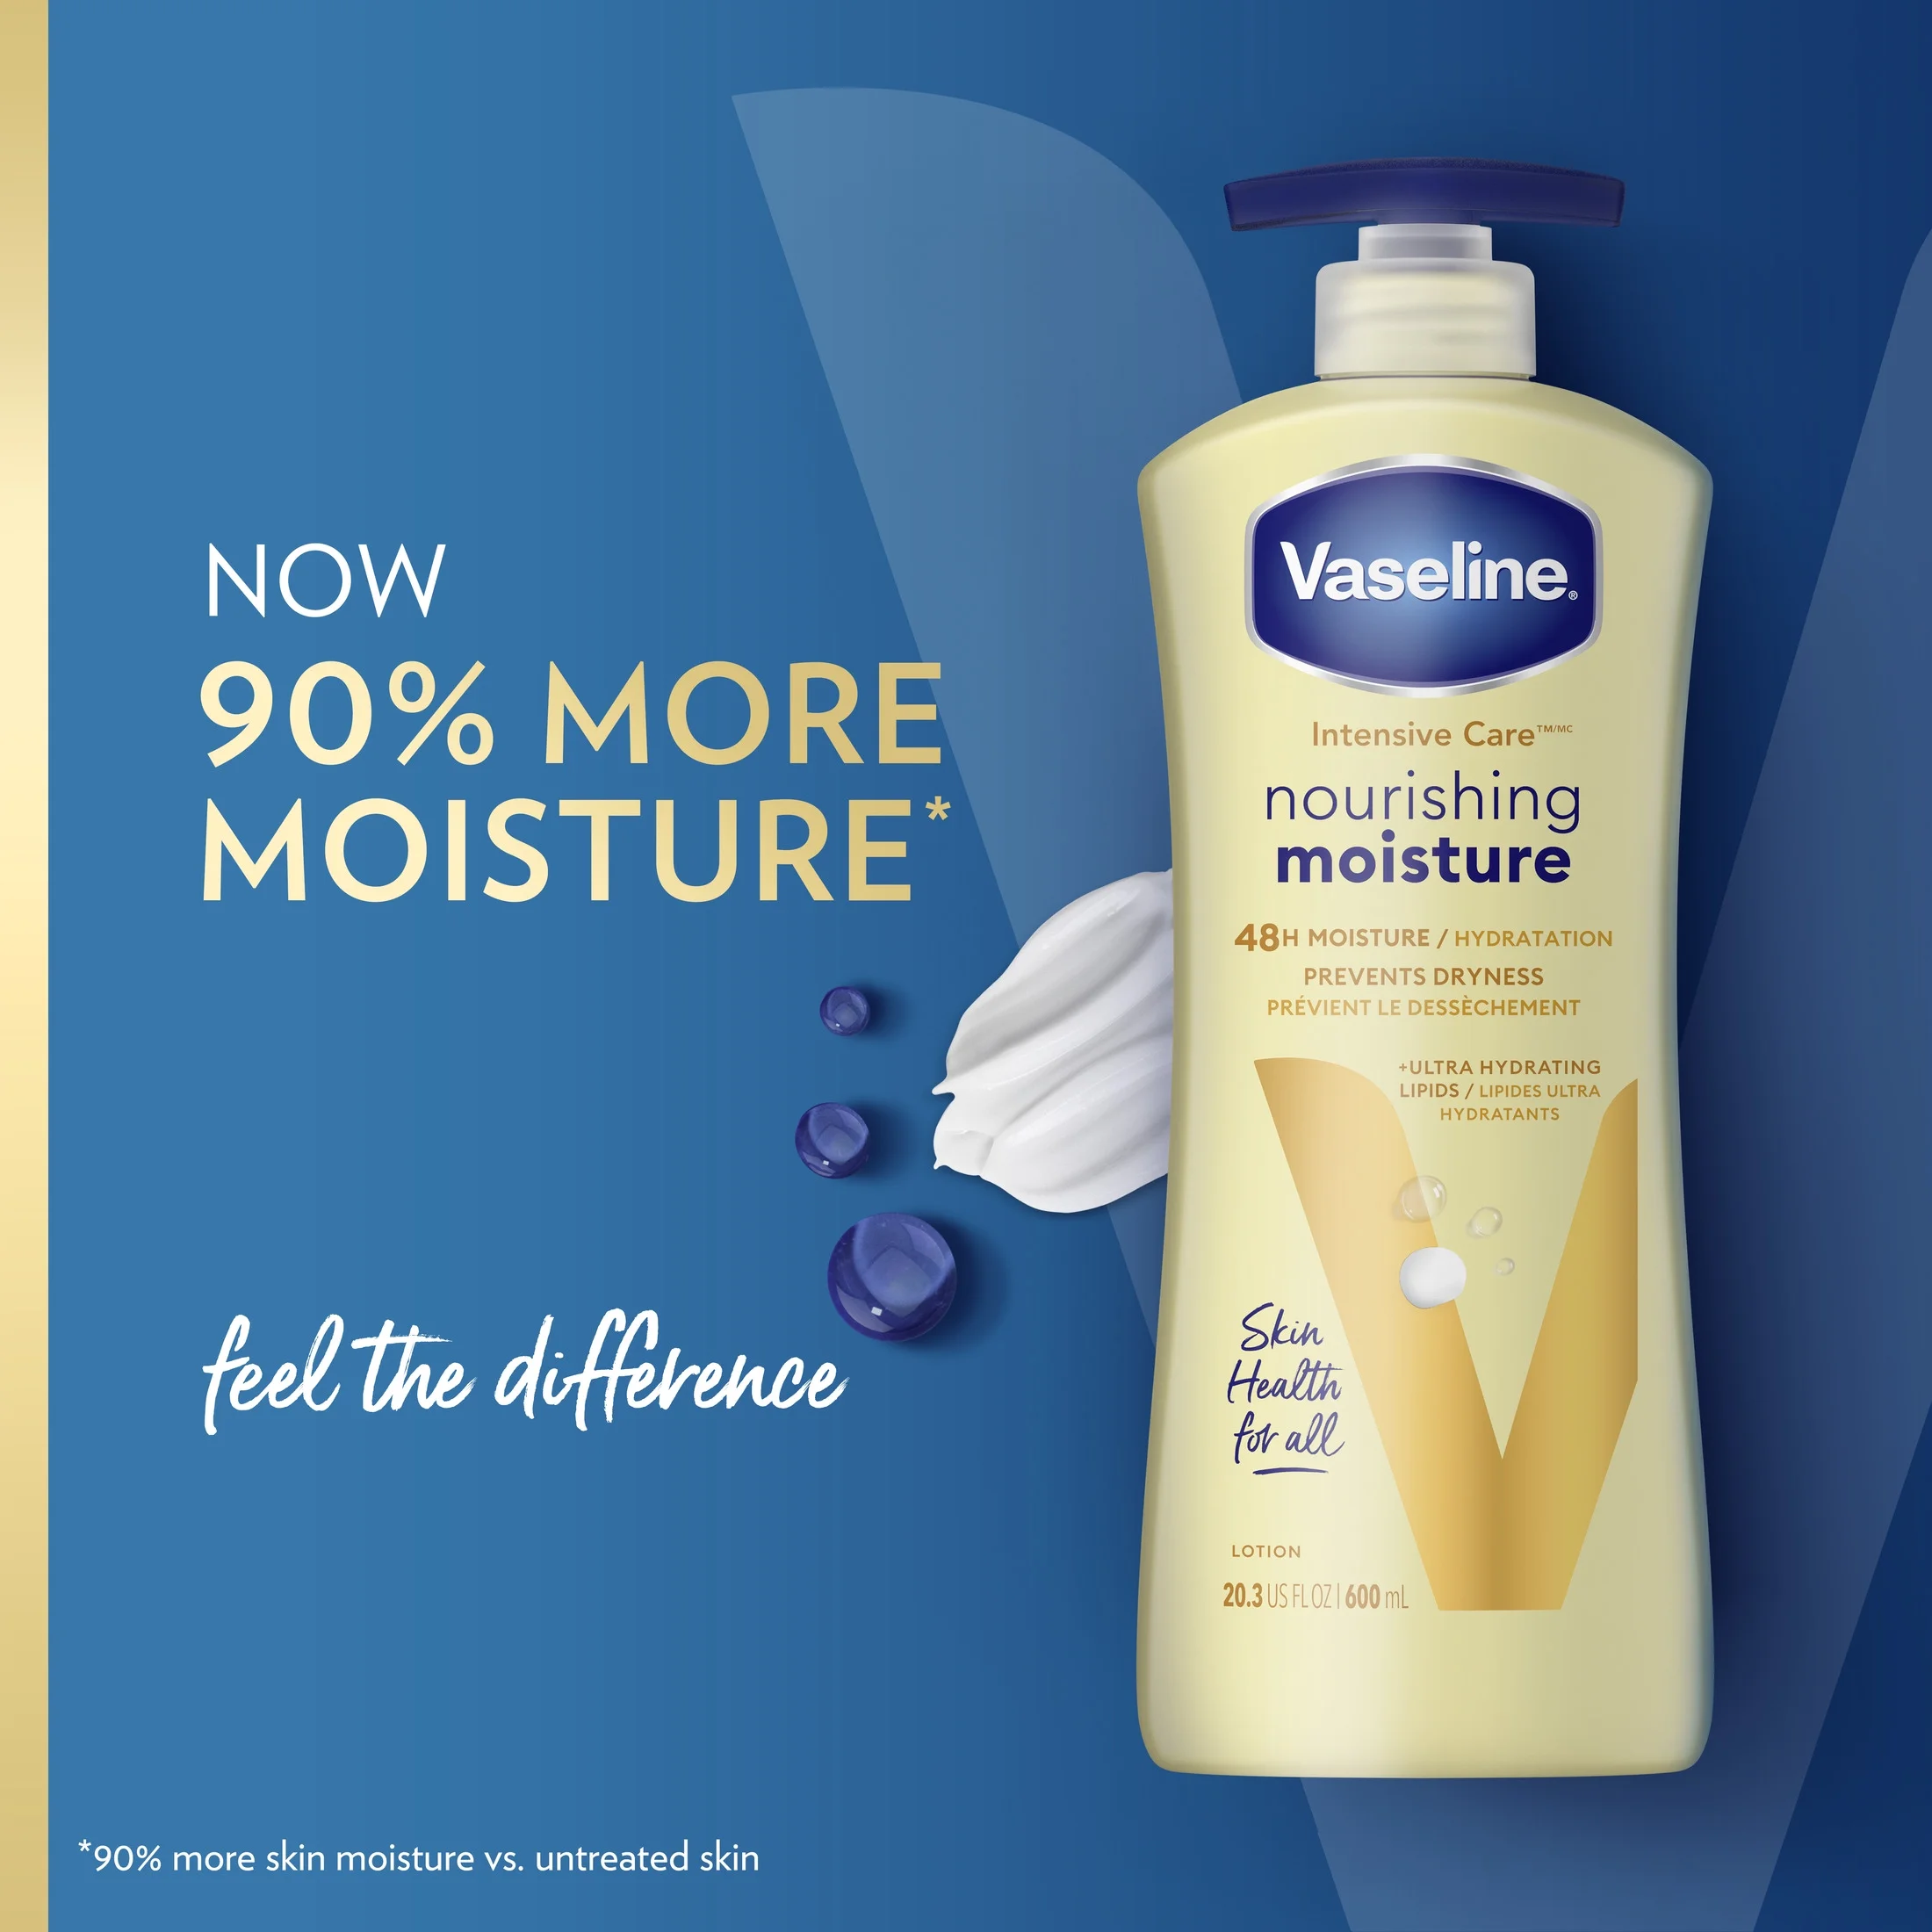 NOW
90% MORE
MOISTURE*
feel the difference
*90% more skin moisture vs. untreated skin
Vaseline®
Intensive Care™/MC
nourishing
moisture
48H MOISTURE / HYDRATATION
PREVENTS DRYNESS
PRÉVIENT LE DESSÈCHEMENT
+ULTRA HYDRATING
LIPIDS / LIPIDES ULTRA
HYDRATANTS
Skin
Health
for all
LOTION
20.3 US FL OZ | 600 mL